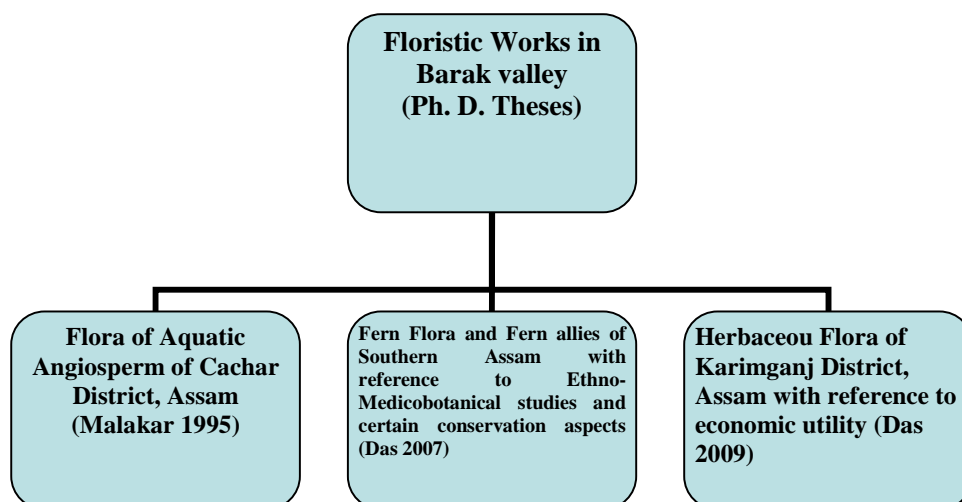 Floristic Works in
Barak valley
(Ph. D. Theses)
Flora of Aquatic
Angiosperm of Cachar
District, Assam
(Malakar 1995)
Fern Flora and Fern allies of
Southern Assam with
reference to Ethno-
Medicobotanical studies and
certain conservation aspects
(Das 2007)
Herbaceou Flora of
Karimganj District,
Assam with reference to
economic utility (Das
2009)